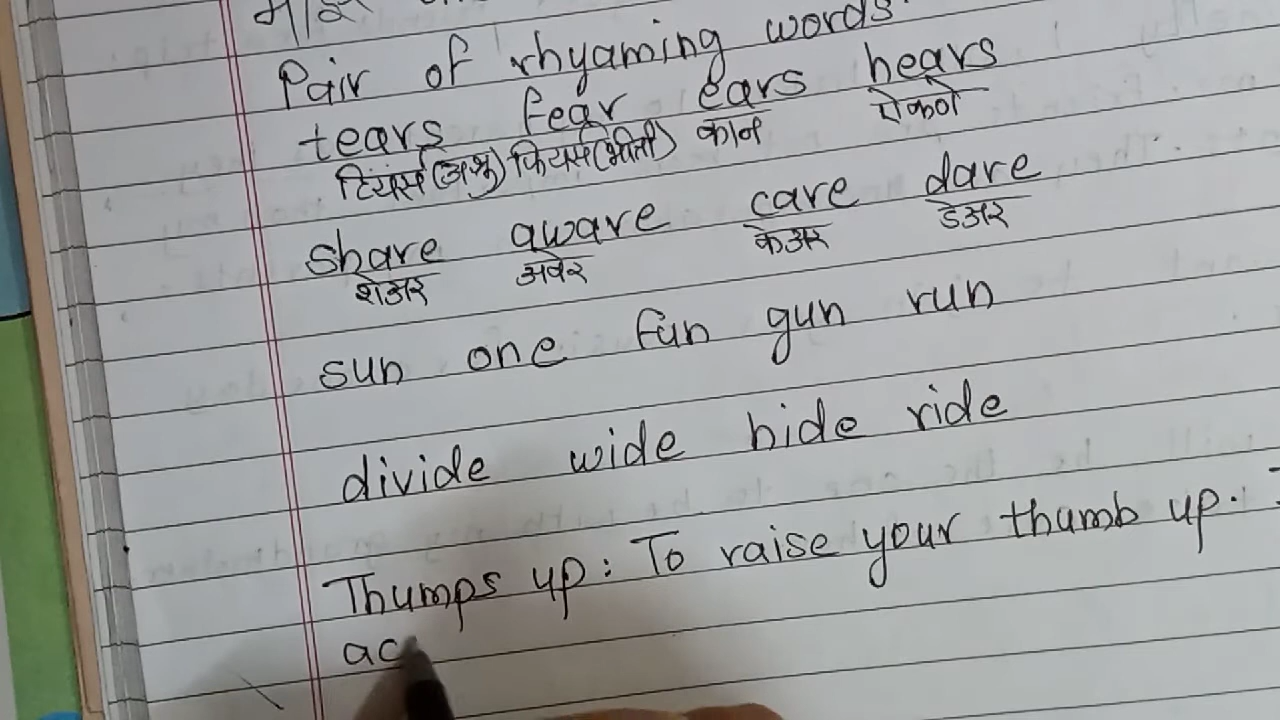 Pair of rhyaming words.
tears fear ears hears
टियर्स (अश्रु) फियर्स (भीती) कान ऐकणे
share aware care dare
शेअर अवेर केअर डेअर
sun one fun gun run
divide wide hide ride
Thumps up: To raise your thumb up.
ac